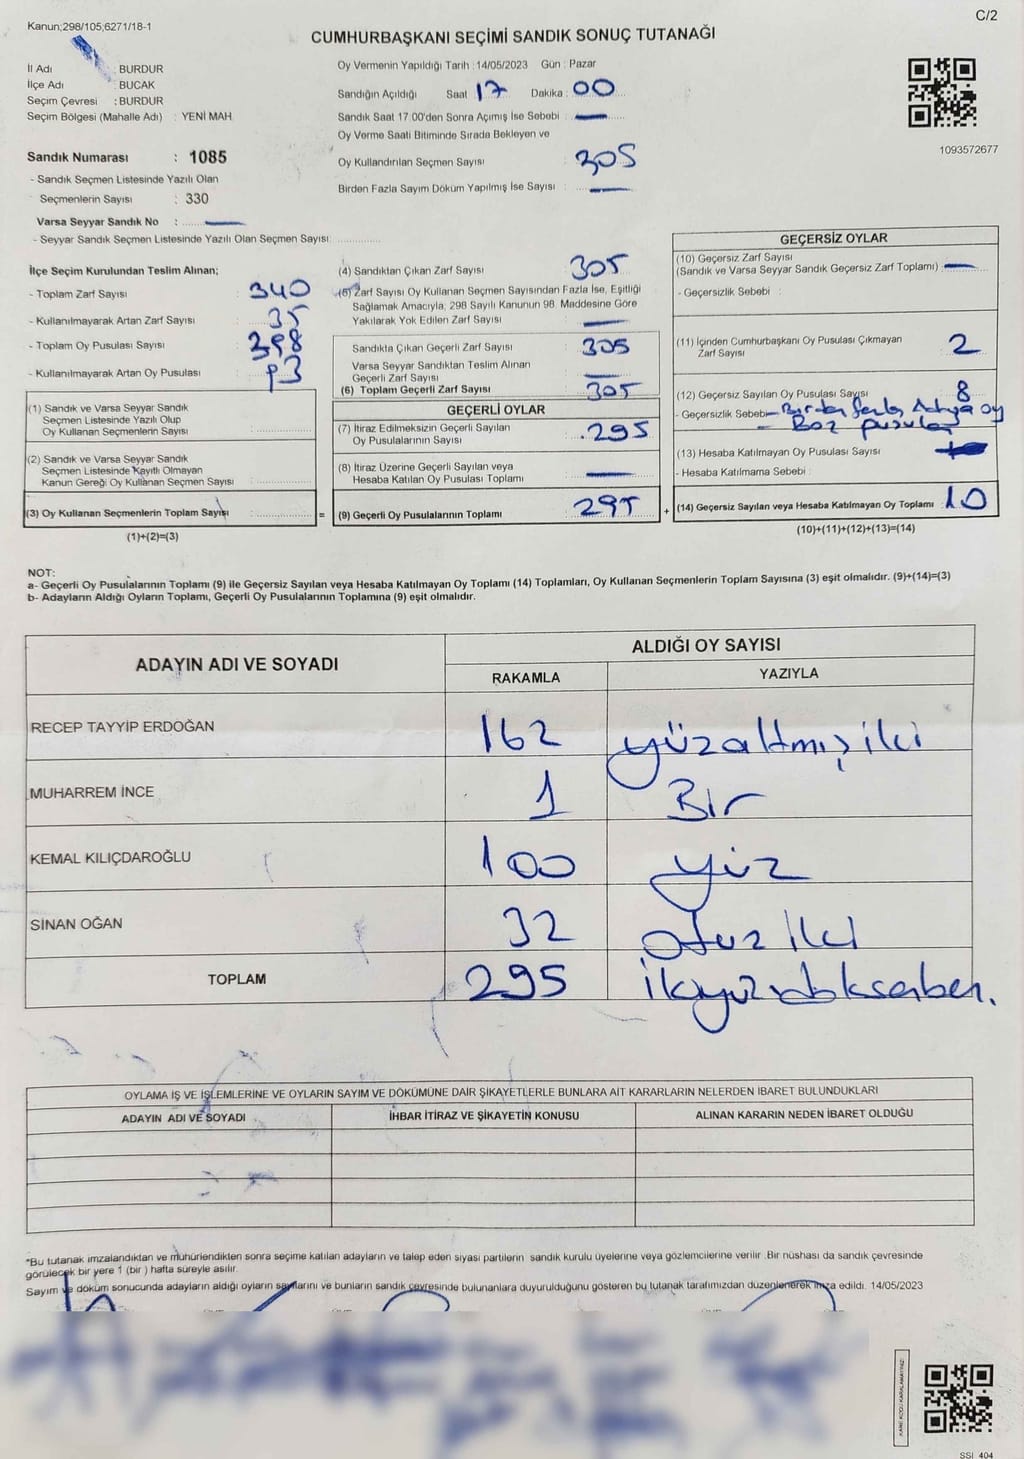 Kanun;298/105;6271/18-1
C/2
CUMHURBAŞKANI SEÇİMİ SANDIK SONUÇ TUTANAĞI
İl Adı : BURDUR
İlçe Adı : BUCAK
Seçim Çevresi : BURDUR
Seçim Bölgesi (Mahalle Adı) : YENİ MAH.
Sandık Numarası : 1085
- Sandık Seçmen Listesinde Yazılı Olan
Seçmenlerin Sayısı : 330
Varsa Seyyar Sandık No :
- Seyyar Sandık Seçmen Listesinde Yazılı Olan Seçmen Sayısı:
Oy Vermenin Yapıldığı Tarih : 14/05/2023 Gün : Pazar
Sandığın Açıldığı Saat : 17 Dakika : 00
Sandık Saat 17:00'den Sonra Açımış İse Sebebi :
Oy Verme Saati Bitiminde Sırada Bekleyen ve
Oy Kullandırılan Seçmen Sayısı : 305
Birden Fazla Sayım Döküm Yapılmış İse Sayısı :
1093572677
İlçe Seçim Kurulundan Teslim Alınan;
- Toplam Zarf Sayısı : 340
- Kullanılmayarak Artan Zarf Sayısı : 35
- Toplam Oy Pusulası Sayısı : 398
- Kullanılmayarak Artan Oy Pusulası : 93
(1) Sandık ve Varsa Seyyar Sandık
Seçmen Listesinde Yazılı Olup
Oy Kullanan Seçmenlerin Sayısı
(2) Sandık ve Varsa Seyyar Sandık
Seçmen Listesinde Kayıtlı Olmayan
Kanun Gereği Oy Kullanan Seçmen Sayısı
(3) Oy Kullanan Seçmenlerin Toplam Sayısı
(1)+(2)=(3)
(4) Sandıktan Çıkan Zarf Sayısı : 305
(5) Zarf Sayısı Oy Kullanan Seçmen Sayısından Fazla İse, Eşitliği
Sağlamak Amacıyla, 298 Sayılı Kanunun 98. Maddesine Göre
Yakılarak Yok Edilen Zarf Sayısı :
Sandıkta Çıkan Geçerli Zarf Sayısı : 305
Varsa Seyyar Sandıktan Teslim Alınan
Geçerli Zarf Sayısı
(6) Toplam Geçerli Zarf Sayısı : 305
GEÇERLİ OYLAR
(7) İtiraz Edilmeksizin Geçerli Sayılan
Oy Pusulalarının Sayısı 295
(8) İtiraz Üzerine Geçerli Sayılan veya
Hesaba Katılan Oy Pusulası Toplamı
= (9) Geçerli Oy Pusulalarının Toplamı 295
GEÇERSİZ OYLAR
(10) Geçersiz Zarf Sayısı
(Sandık ve Varsa Seyyar Sandık Geçersiz Zarf Toplamı) :
- Geçersizlik Sebebi :
(11) İçinden Cumhurbaşkanı Oy Pusulası Çıkmayan
Zarf Sayısı 2
(12) Geçersiz Sayılan Oy Pusulası Sayısı 8
- Geçersizlik Sebebi - Birden fazla Adaya oy
- Boz pusula
(13) Hesaba Katılmayan Oy Pusulası Sayısı
- Hesaba Katılmama Sebebi :
+ (14) Geçersiz Sayılan veya Hesaba Katılmayan Oy Toplamı : 10
(10)+(11)+(12)+(13)=(14)
NOT:
a- Geçerli Oy Pusulalarının Toplamı (9) ile Geçersiz Sayılan veya Hesaba Katılmayan Oy Toplamı (14) Toplamları, Oy Kullanan Seçmenlerin Toplam Sayısına (3) eşit olmalıdır. (9)+(14)=(3)
b- Adayların Aldığı Oyların Toplamı, Geçerli Oy Pusulalarının Toplamına (9) eşit olmalıdır.
ADAYIN ADI VE SOYADI
ALDIĞI OY SAYISI
RAKAMLA YAZIYLA
RECEP TAYYİP ERDOĞAN 162 yüzaltmış iki
MUHARREM İNCE 1 Bir
KEMAL KILIÇDAROĞLU 100 yüz
SİNAN OĞAN 32 otuz iki
TOPLAM 295 ikiyüzdoksanbeş.
OYLAMA İŞ VE İŞLEMLERİNE VE OYLARIN SAYIM VE DÖKÜMÜNE DAİR ŞİKAYETLERLE BUNLARA AİT KARARLARIN NELERDEN İBARET BULUNDUKLARI
ADAYIN ADI VE SOYADI İHBAR İTİRAZ VE ŞİKAYETİN KONUSU ALINAN KARARIN NEDEN İBARET OLDUĞU
*Bu tutanak imzalandıktan ve mühürlendikten sonra seçime katılan adayların ve talep eden siyasi partilerin sandık kurulu üyelerine veya gözlemcilerine verilir. Bir nüshası da sandık çevresinde
görülecek bir yere 1 (bir ) hafta süreyle asılır.
Sayım ve döküm sonucunda adayların aldığı oyların sayılarını ve bunların sandık çevresinde bulunanlara duyurulduğunu gösteren bu tutanak tarafımızdan düzenlenerek imza edildi. 14/05/2023
KARE KODU KARALAMAYINIZ!
SSI 404